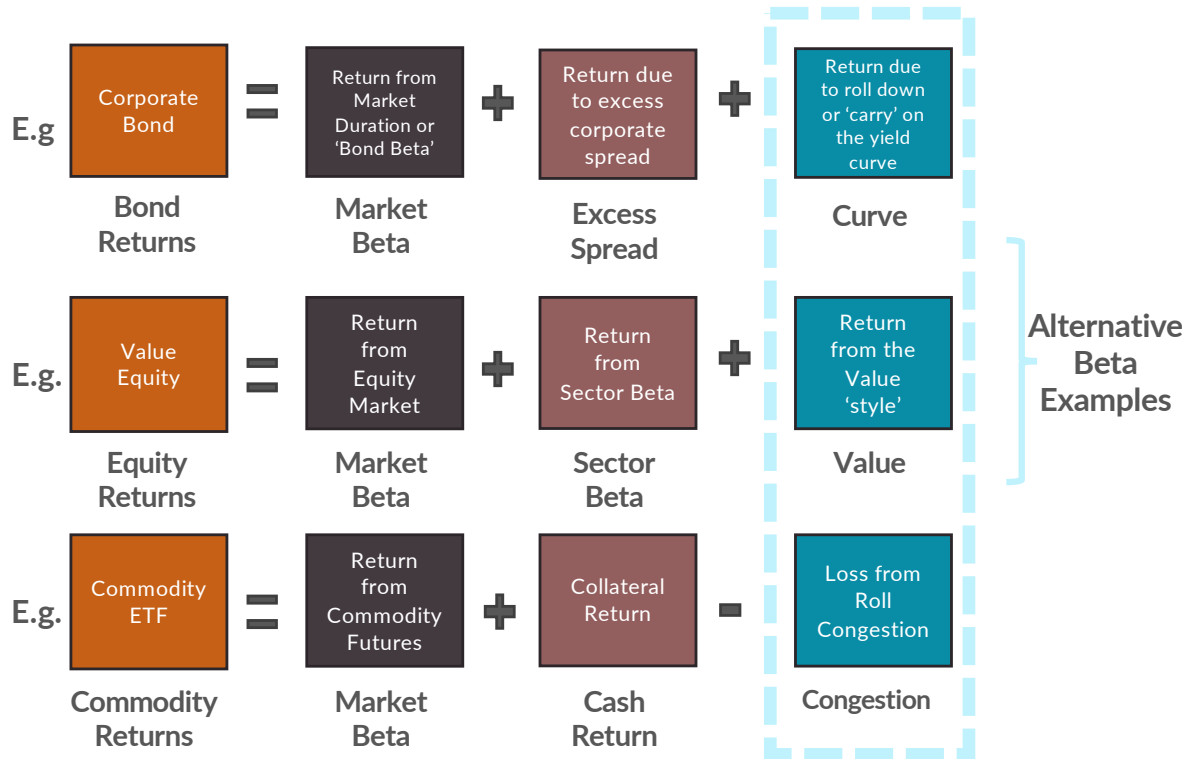 E.g
Corporate
Bond
=
Return from
Market
Duration or
‘Bond Beta’
+
Return due
to excess
corporate
spread
+
Return due
to roll down
or ‘carry’ on
the yield
curve
Bond
Returns
Market
Beta
Excess
Spread
Curve
E.g.
Value
Equity
=
Return
from
Equity
Market
+
Return
from
Sector Beta
+
Return
from the
Value
‘style’
Equity
Returns
Market
Beta
Sector
Beta
Value
Alternative
Beta
Examples
E.g.
Commodity
ETF
=
Return
from
Commodity
Futures
+
Collateral
Return
-
Loss from
Roll
Congestion
Commodity
Returns
Market
Beta
Cash
Return
Congestion